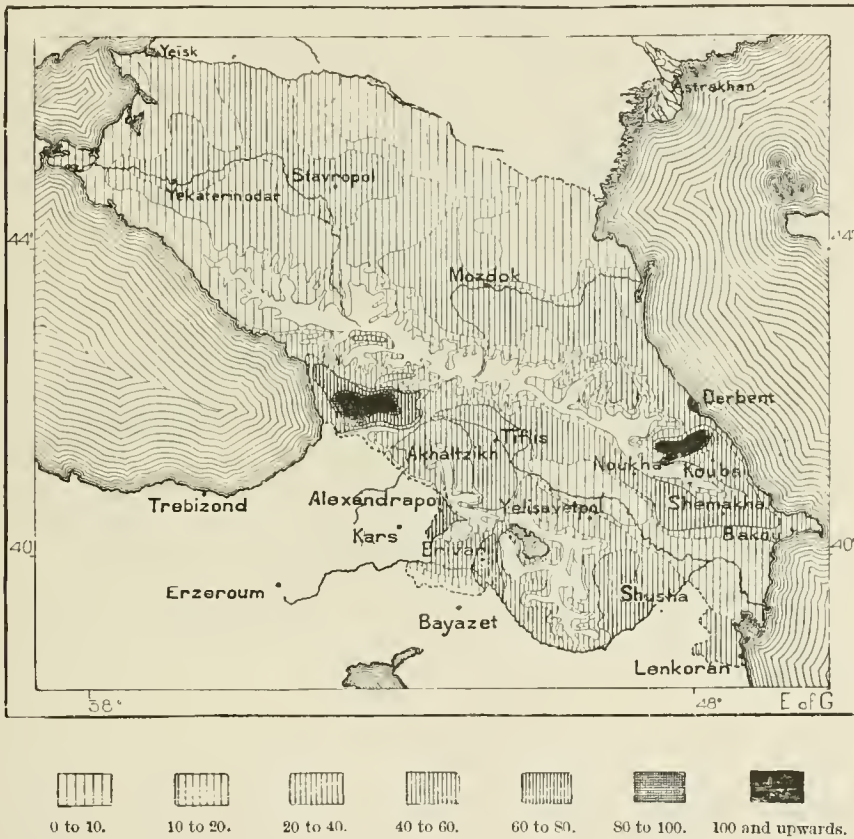 Yeïsk
Astrakhan
Stavropol
Yekaterinodar
44°
44°
Mozdok
Derbent
Tiflis
Akhaltzikh
Noukha
Kouba
Trebizond
Alexandrapol
Yelisavetpol
Shemakha
Kars
Bakou
40°
40°
Erivan
Erzeroum
Shusha
Bayazet
Lenkoran
38°
48°
E of G
0 to 10.
10 to 20.
20 to 40.
40 to 60.
60 to 80.
80 to 100.
100 and upwards.